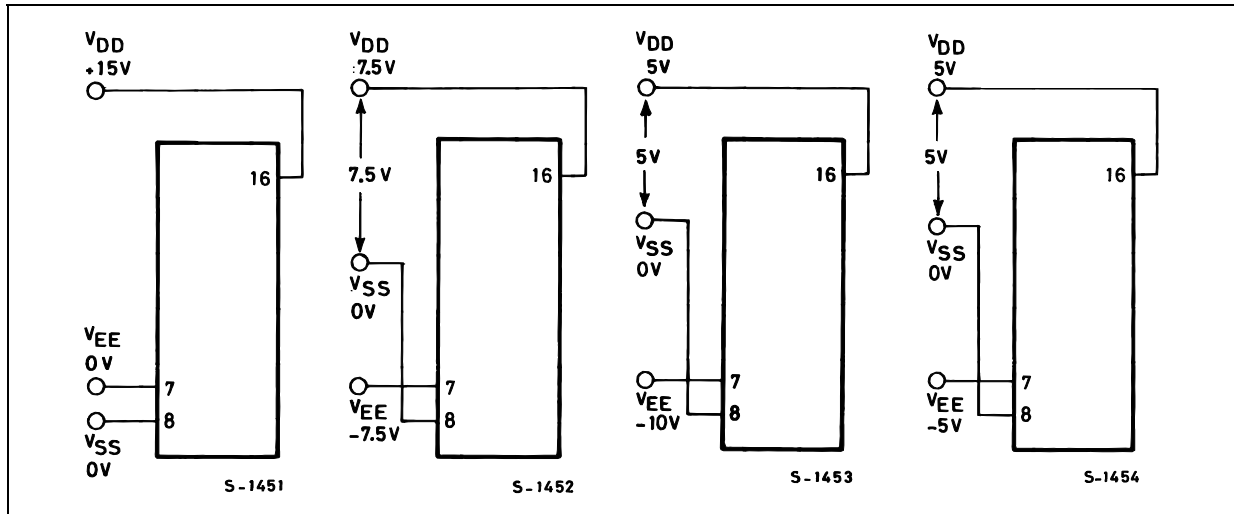 VDD
+15V
16
VEE
0V
7
8
VSS
0V
S-1451
VDD
:7.5V
7.5V
16
VSS
0V
7
8
VEE
-7.5V
S-1452
VDD
5V
5V
16
VSS
0V
7
8
VEE
-10V
S-1453
VDD
5V
5V
16
VSS
0V
7
8
VEE
-5V
S-1454